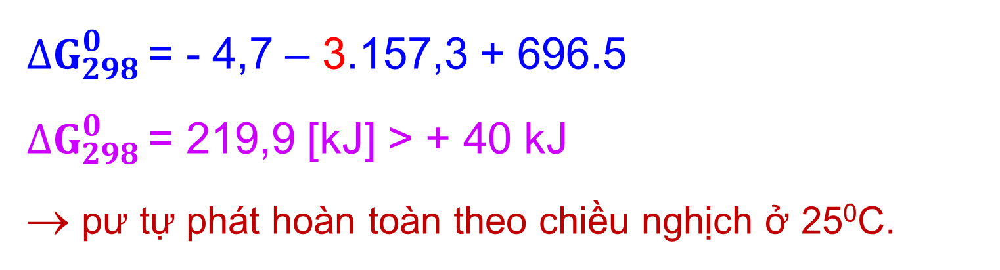 ΔG⁰₂₉₈ = - 4,7 – 3.157,3 + 696.5
ΔG⁰₂₉₈ = 219,9 [kJ] > + 40 kJ
→ pư tự phát hoàn toàn theo chiều nghịch ở 25⁰C.